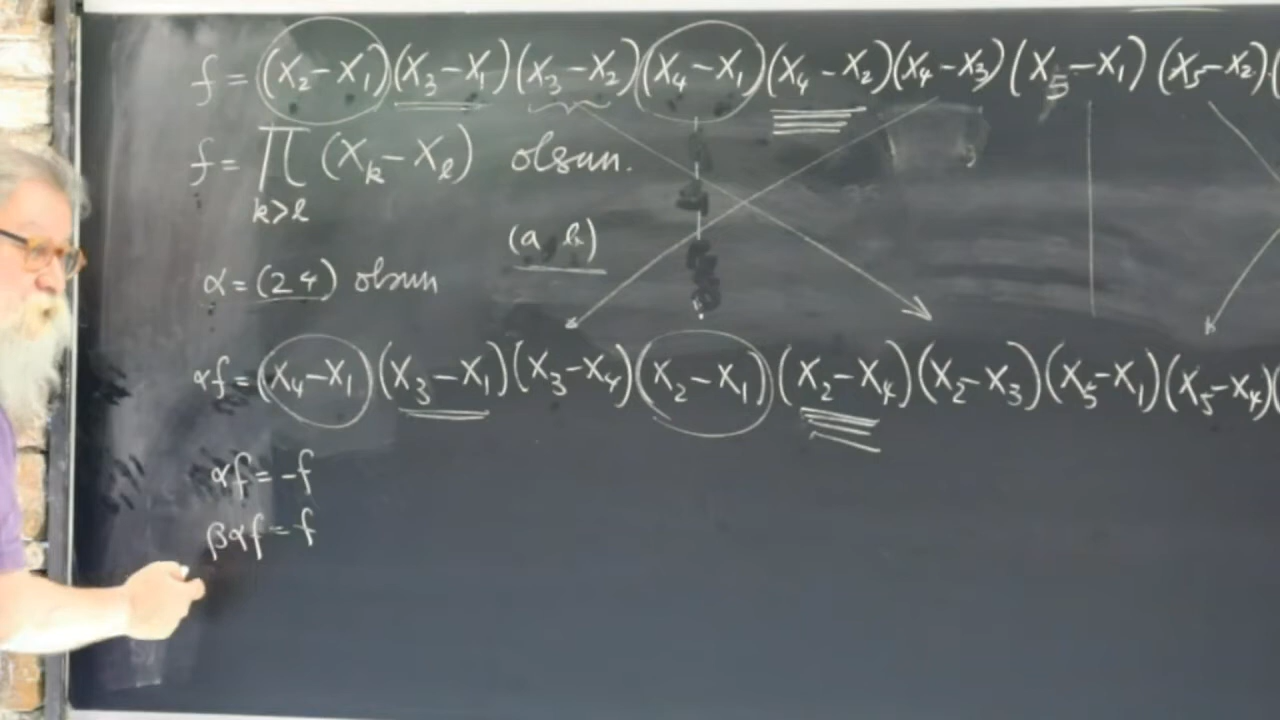 f = (X₂ − X₁)(X₃ − X₁)(X₃ − X₂)(X₄ − X₁)(X₄ − X₂)(X₄ − X₃)(X₅ − X₁)(X₅ − X₂)(
f = ∏_{k>l} (X_k − X_l) olsun.
(a b)
α = (2 4) olsun
αf = (X₄ − X₁)(X₃ − X₁)(X₃ − X₄)(X₂ − X₁)(X₂ − X₄)(X₂ − X₃)(X₅ − X₁)(X₅ − X₄)(
αf = −f
βαf = f